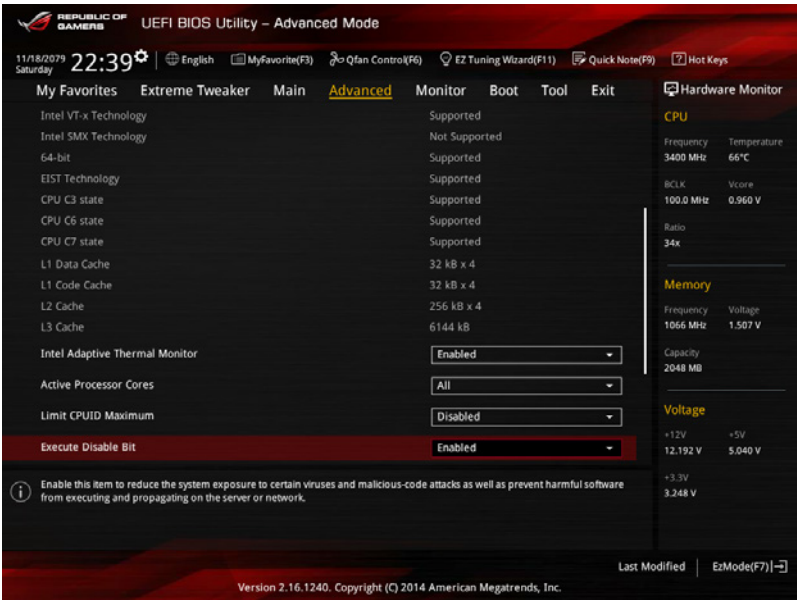 REPUBLIC OF
GAMERS
UEFI BIOS Utility – Advanced Mode
11/18/2079
Saturday
22:39
English
MyFavorite(F3)
Qfan Control(F6)
EZ Tuning Wizard(F11)
Quick Note(F9)
? Hot Keys
My Favorites Extreme Tweaker Main Advanced Monitor Boot Tool Exit
Intel VT-x Technology Supported
Intel SMX Technology Not Supported
64-bit Supported
EIST Technology Supported
CPU C3 state Supported
CPU C6 state Supported
CPU C7 state Supported
L1 Data Cache 32 kB x 4
L1 Code Cache 32 kB x 4
L2 Cache 256 kB x 4
L3 Cache 6144 kB
Intel Adaptive Thermal Monitor Enabled
Active Processor Cores All
Limit CPUID Maximum Disabled
Execute Disable Bit Enabled
i
Enable this item to reduce the system exposure to certain viruses and malicious-code attacks as well as prevent harmful software
from executing and propagating on the server or network.
Hardware Monitor
CPU
Frequency Temperature
3400 MHz 66°C
BCLK Vcore
100.0 MHz 0.960 V
Ratio
34x
Memory
Frequency Voltage
1066 MHz 1.507 V
Capacity
2048 MB
Voltage
+12V +5V
12.192 V 5.040 V
+3.3V
3.248 V
Last Modified EzMode(F7)
Version 2.16.1240. Copyright (C) 2014 American Megatrends, Inc.